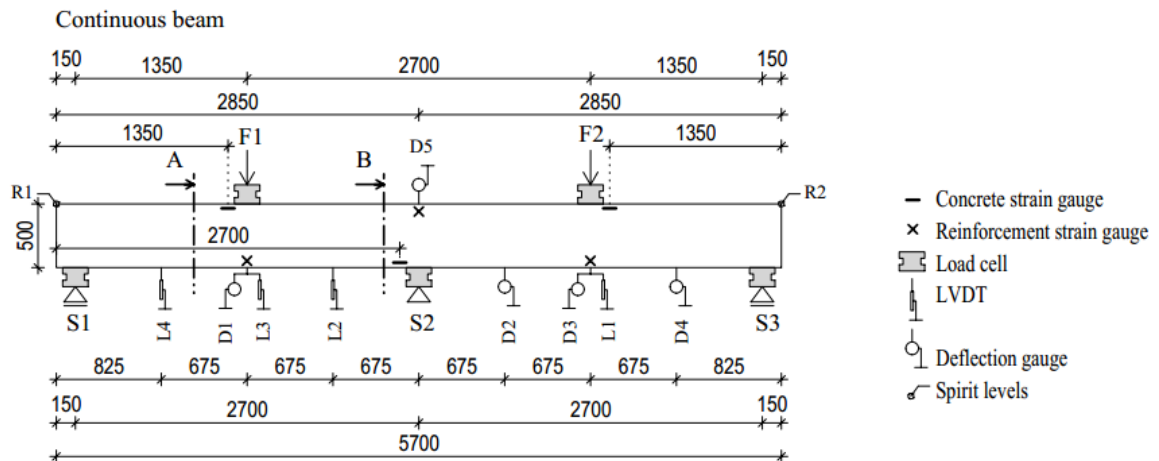 Continuous beam
150 1350 2700 1350 150
2850 2850
1350 F1 F2 1350
A B D5
R1 R2
500 2700
S1 L4 D1 L3 L2 S2 D2 D3 L1 D4 S3
825 675 675 675 675 675 675 825
150 2700 2700 150
5700
Concrete strain gauge
Reinforcement strain gauge
Load cell
LVDT
Deflection gauge
Spirit levels